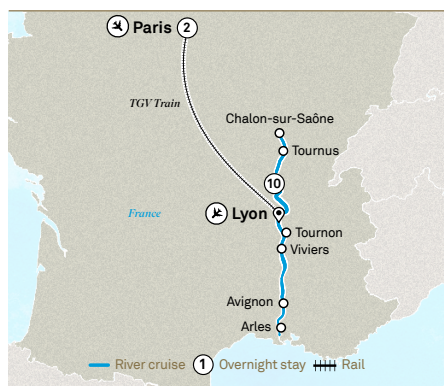 Paris 2
TGV Train
Chalon-sur-Saône
Tournus
10
France
Lyon
Tournon
Viviers
Avignon
Arles
River cruise 1 Overnight stay Rail